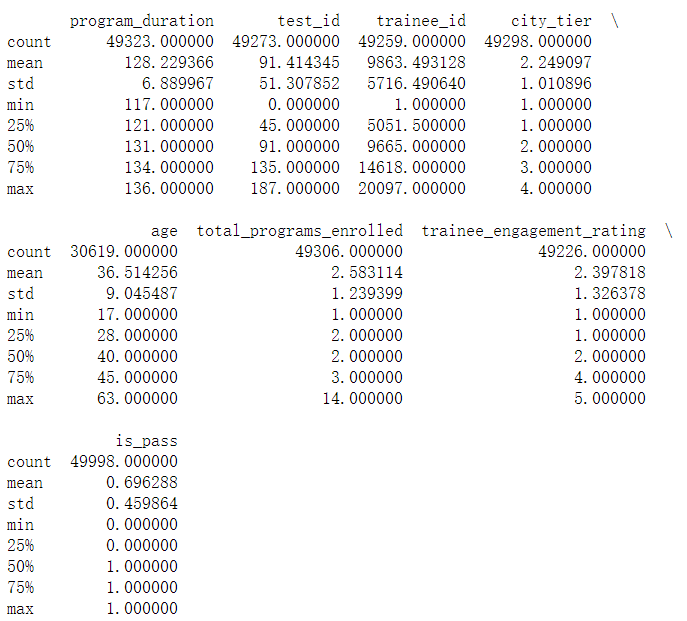 program_duration test_id trainee_id city_tier \
count 49323.000000 49273.000000 49259.000000 49298.000000
mean 128.229366 91.414345 9863.493128 2.249097
std 6.889967 51.307852 5716.490640 1.010896
min 117.000000 0.000000 1.000000 1.000000
25% 121.000000 45.000000 5051.500000 1.000000
50% 131.000000 91.000000 9665.000000 2.000000
75% 134.000000 135.000000 14618.000000 3.000000
max 136.000000 187.000000 20097.000000 4.000000
age total_programs_enrolled trainee_engagement_rating \
count 30619.000000 49306.000000 49226.000000
mean 36.514256 2.583114 2.397818
std 9.045487 1.239399 1.326378
min 17.000000 1.000000 1.000000
25% 28.000000 2.000000 1.000000
50% 40.000000 2.000000 2.000000
75% 45.000000 3.000000 4.000000
max 63.000000 14.000000 5.000000
is_pass
count 49998.000000
mean 0.696288
std 0.459864
min 0.000000
25% 0.000000
50% 1.000000
75% 1.000000
max 1.000000